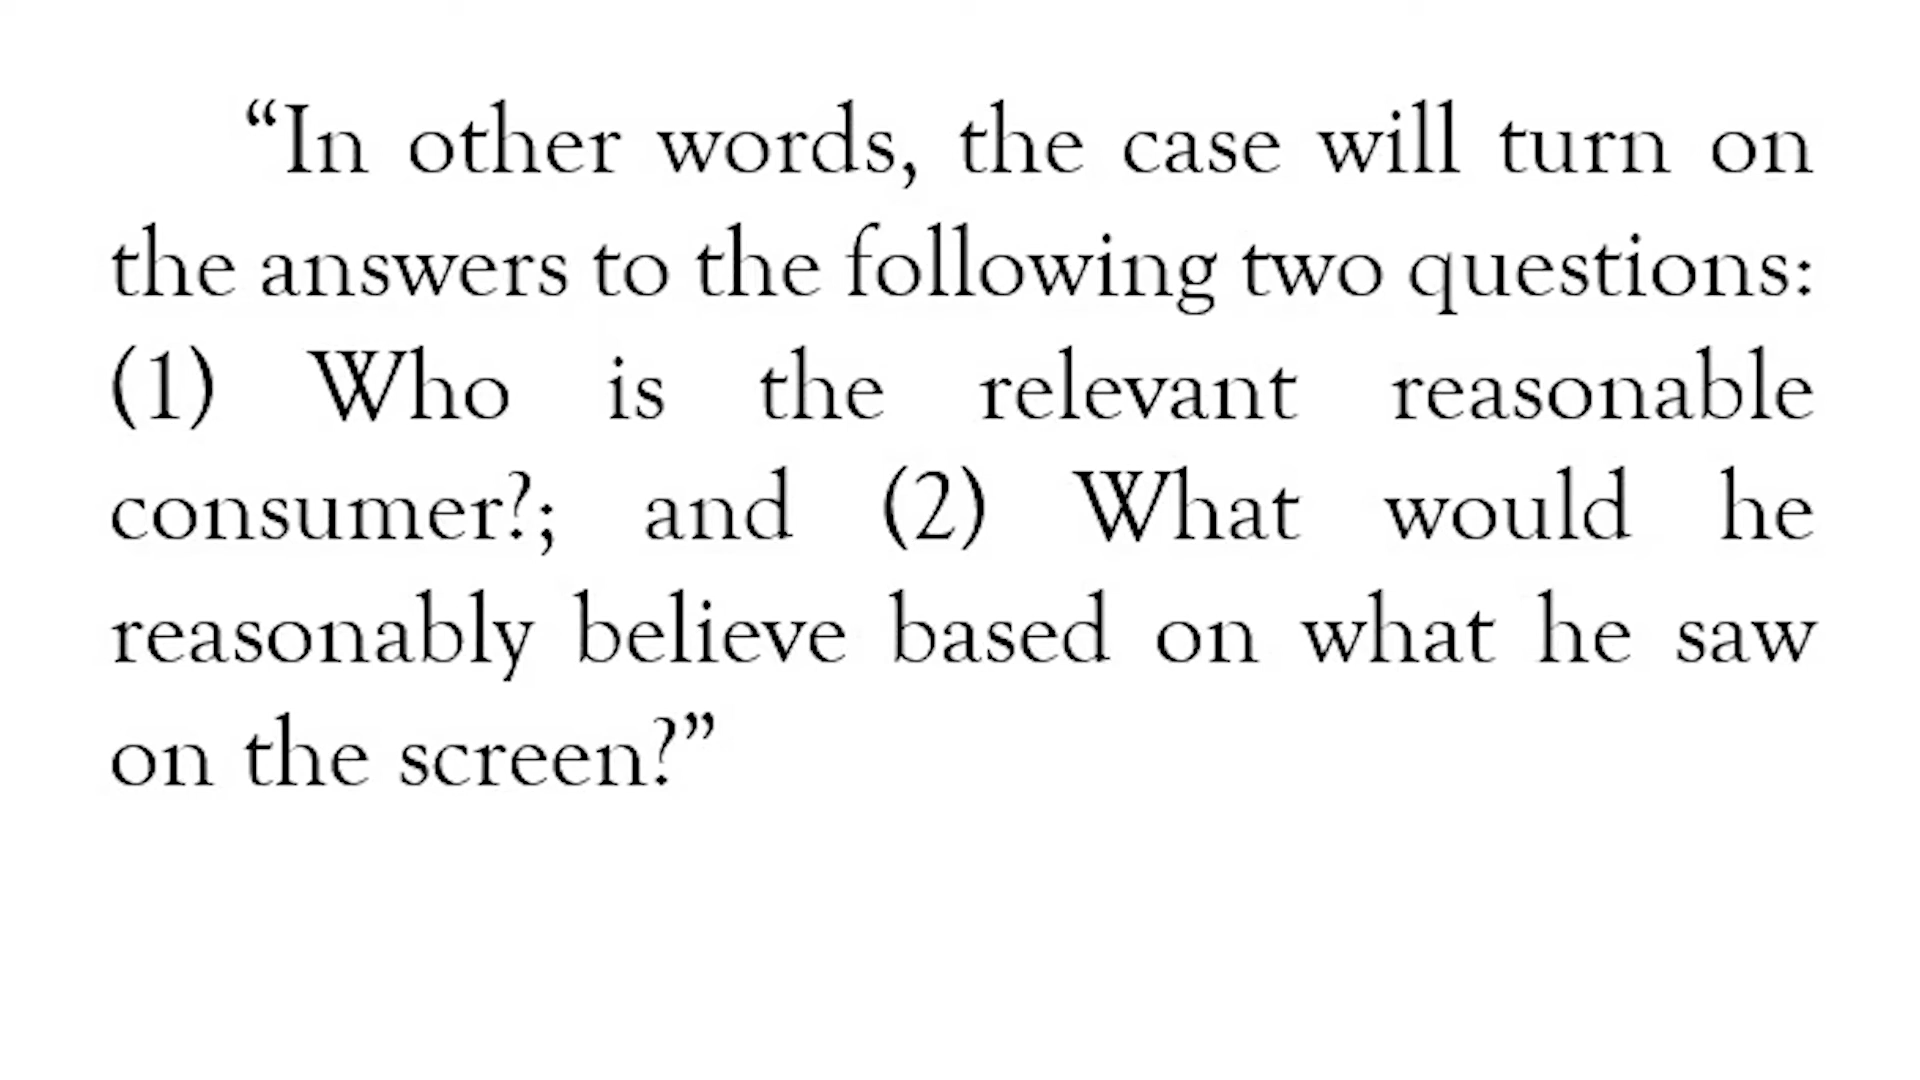 “In other words, the case will turn on
the answers to the following two questions:
(1) Who is the relevant reasonable
consumer?; and (2) What would he
reasonably believe based on what he saw
on the screen?”